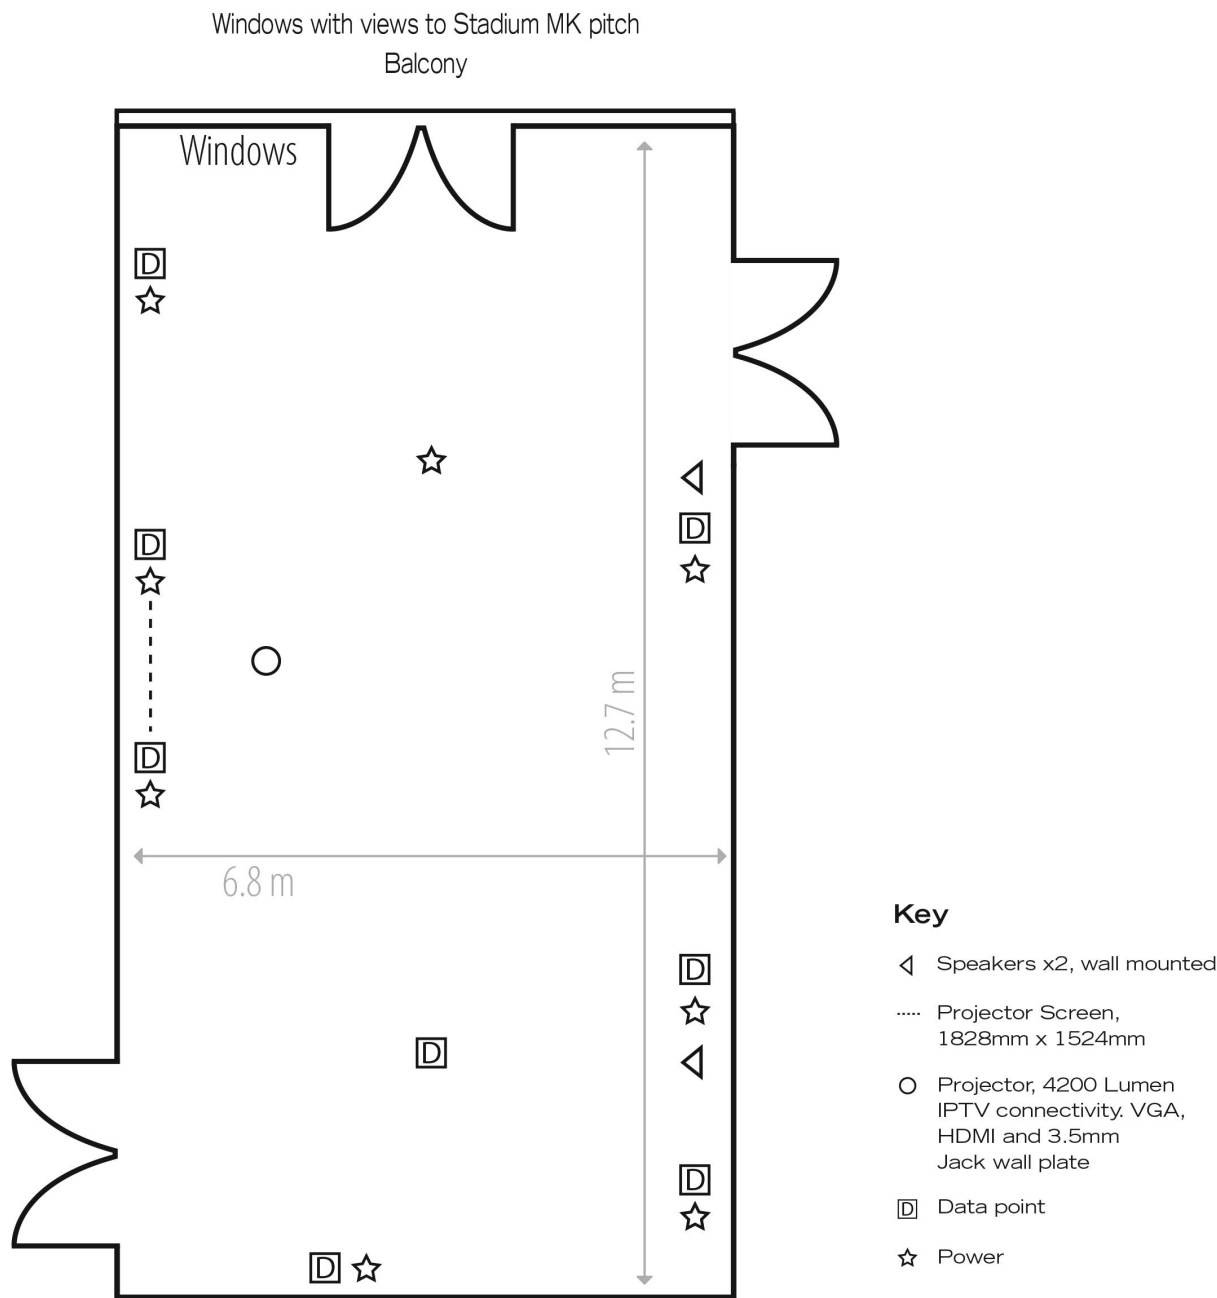 Windows with views to Stadium MK pitch
Balcony
Windows
D
D
D
12.7 m
D
6.8 m
D
D
D
D
Key
Speakers x2, wall mounted
Projector Screen,
1828mm x 1524mm
Projector, 4200 Lumen
IPTV connectivity. VGA,
HDMI and 3.5mm
Jack wall plate
D Data point
Power